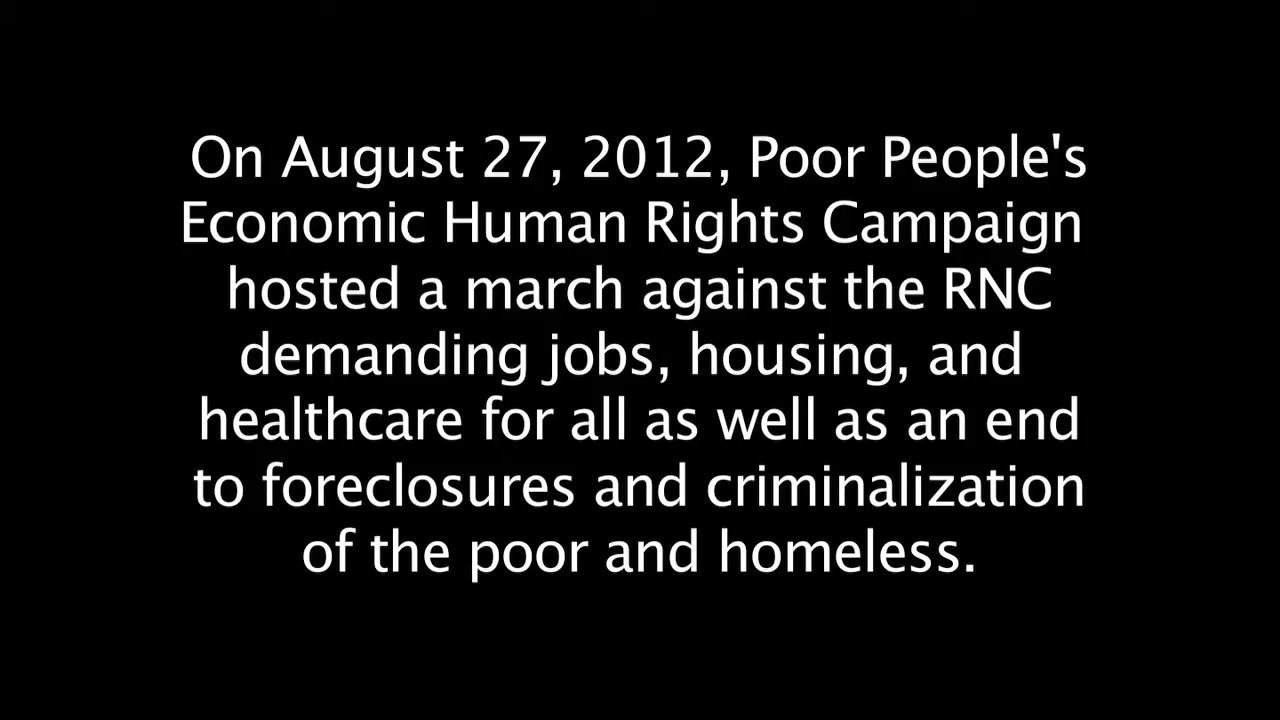 On August 27, 2012, Poor People's
Economic Human Rights Campaign
hosted a march against the RNC
demanding jobs, housing, and
healthcare for all as well as an end
to foreclosures and criminalization
of the poor and homeless.